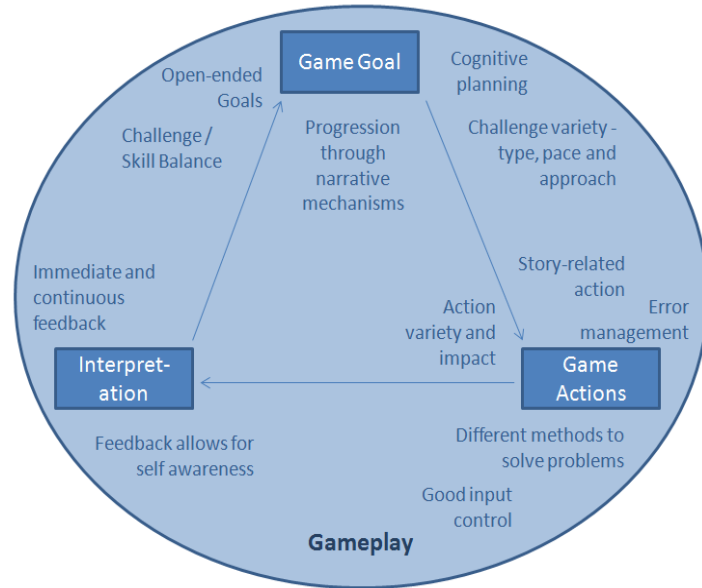 Game Goal
Open-ended
Goals
Cognitive
planning
Challenge /
Skill Balance
Progression
through
narrative
mechanisms
Challenge variety -
type, pace and
approach
Immediate and
continuous
feedback
Story-related
action
Action
variety and
impact
Error
management
Interpret-
ation
Game
Actions
Feedback allows for
self awareness
Different methods to
solve problems
Good input
control
Gameplay